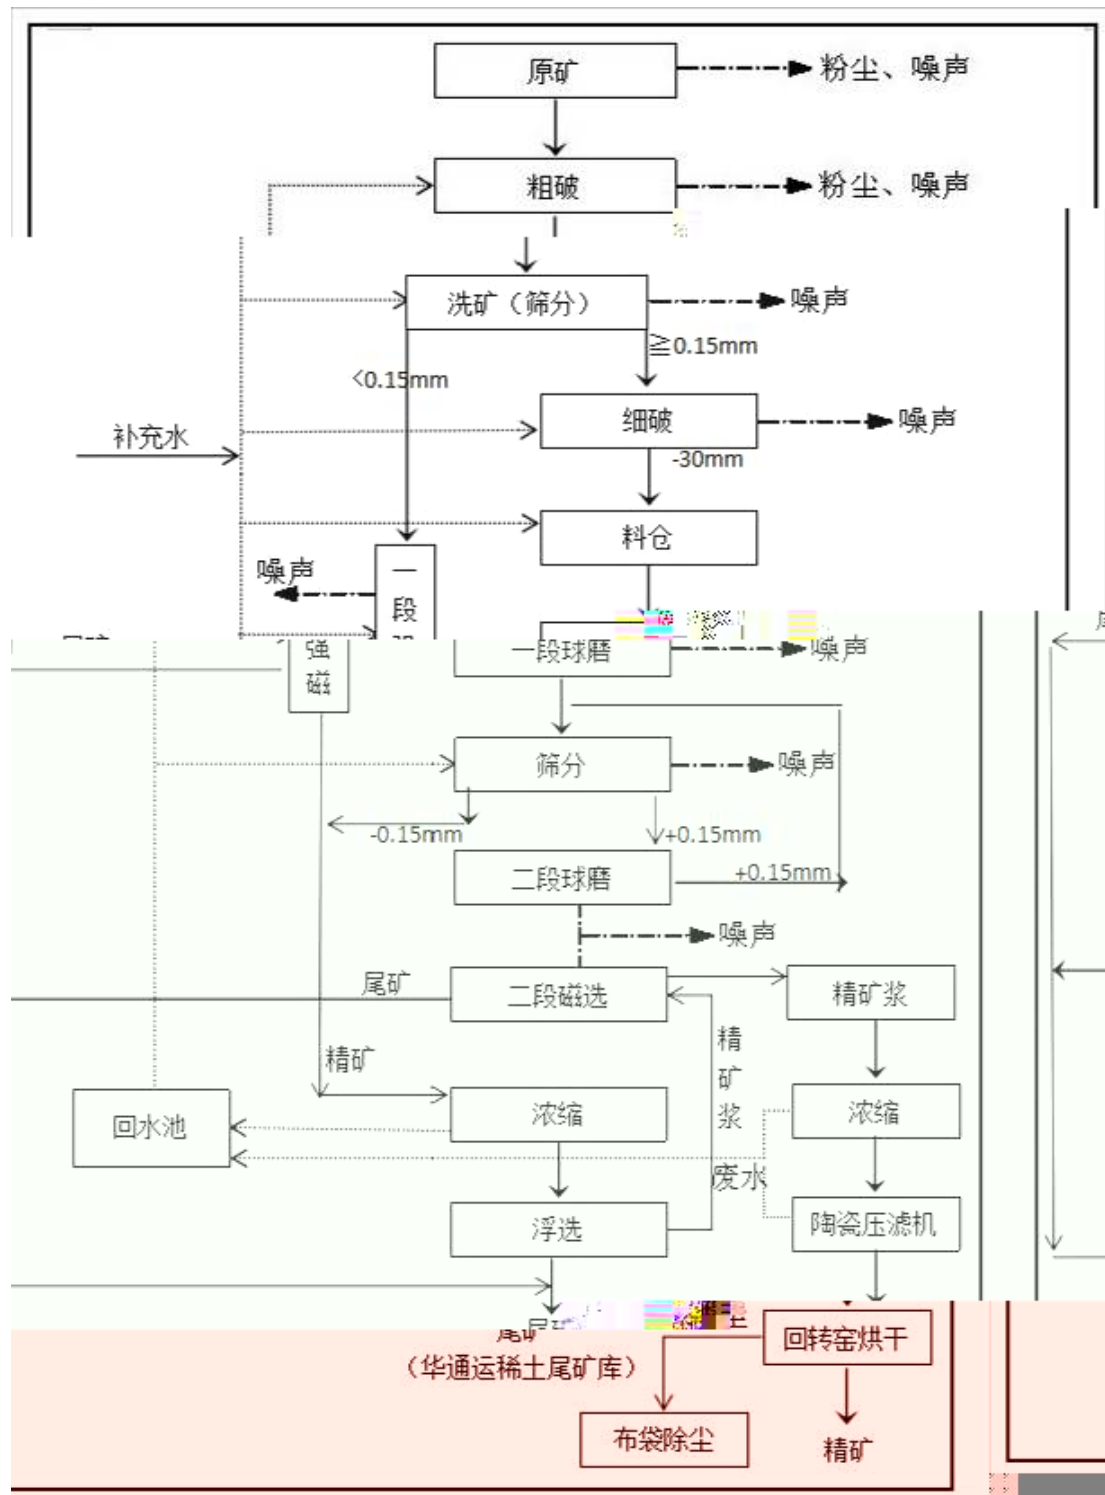 原矿
粉尘、噪声
粗破
粉尘、噪声
洗矿（筛分）
噪声
≧0.15mm
<0.15mm
细破
噪声
补充水
-30mm
料仓
噪声
一段
强磁
一段球磨
噪声
筛分
噪声
-0.15mm
+0.15mm
二段球磨
+0.15mm
噪声
尾矿
二段磁选
精矿浆
精矿浆
精矿
回水池
浓缩
浓缩
废水
浮选
陶瓷压滤机
尾矿
（华通运稀土尾矿库）
回转窑烘干
布袋除尘
精矿